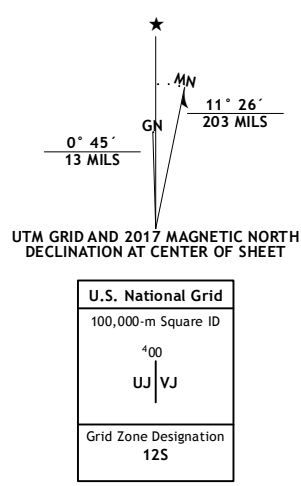 ★
MN
11° 26´
203 MILS
GN
0° 45´
13 MILS
UTM GRID AND 2017 MAGNETIC NORTH
DECLINATION AT CENTER OF SHEET
U.S. National Grid
100,000-m Square ID
⁴00
UJ VJ
Grid Zone Designation
12S